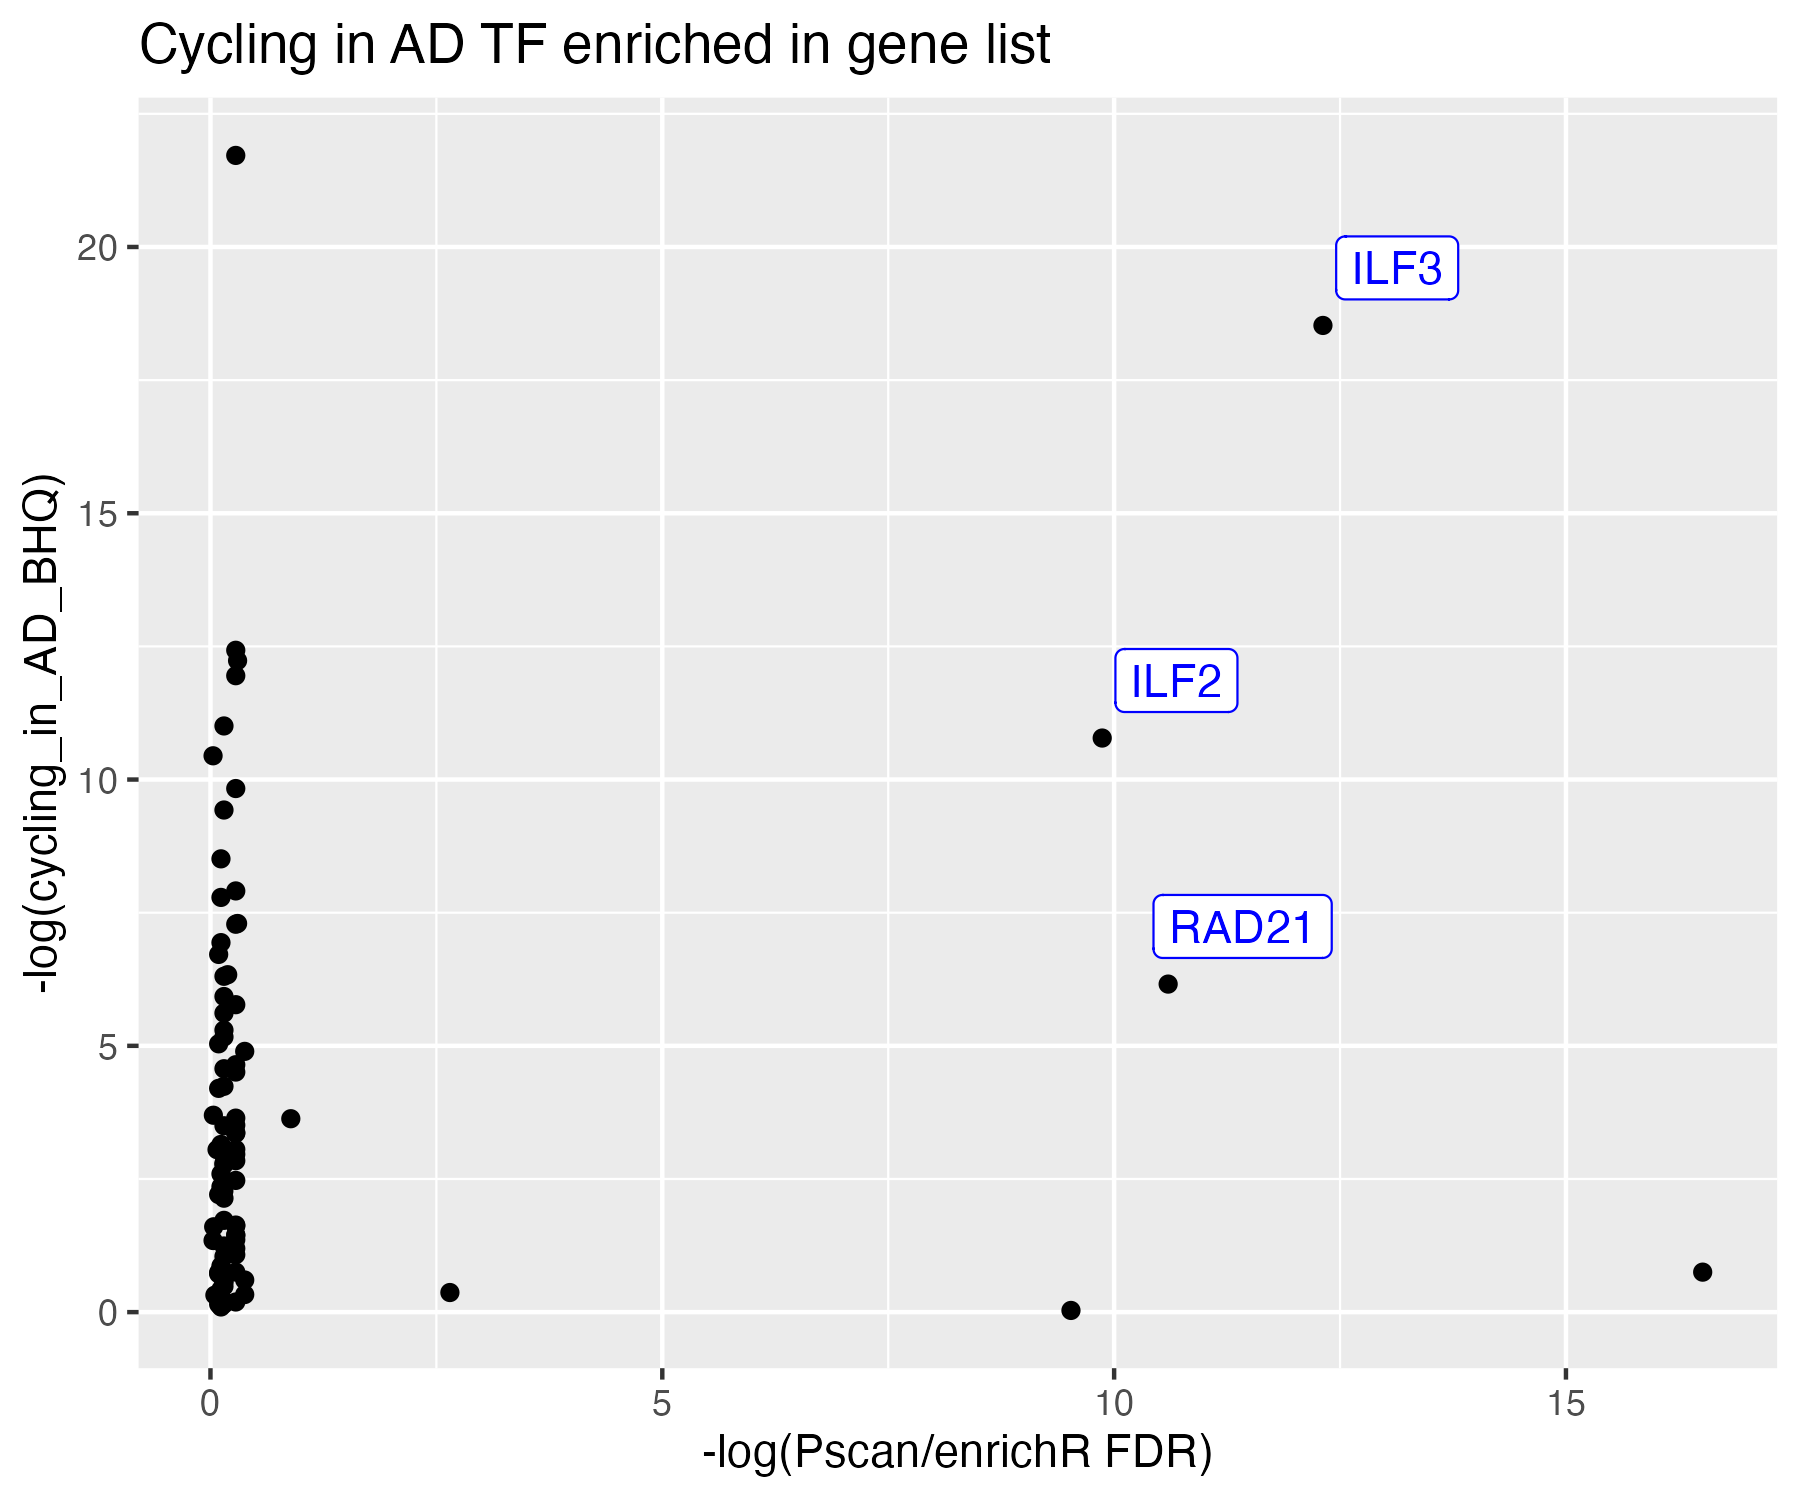 Cycling in AD TF enriched in gene list
-log(cycling_in_AD_BHQ)
20
15
10
5
0
ILF3
ILF2
RAD21
0
5
10
15
-log(Pscan/enrichR FDR)